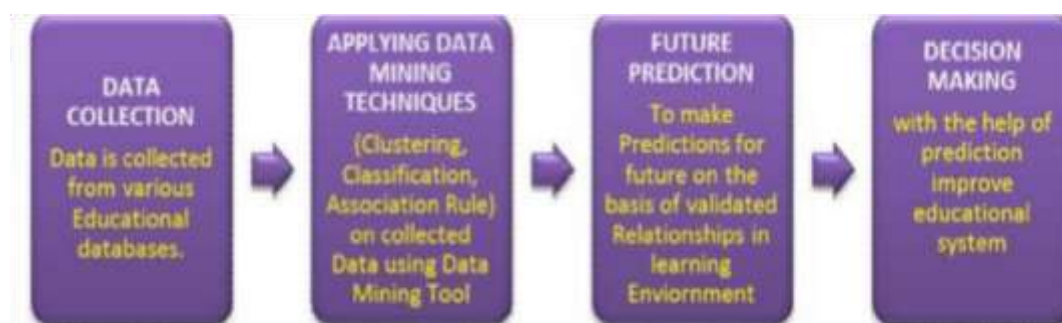 DATA
COLLECTION
Data is collected
from various
Educational
databases.
APPLYING DATA
MINING
TECHNIQUES
(Clustering,
Classification,
Association Rule)
on collected
Data using Data
Mining Tool
FUTURE
PREDICTION
To make
Predictions for
future on the
basis of validated
Relationships in
learning
Enviornment
DECISION
MAKING
with the help of
prediction
improve
educational
system